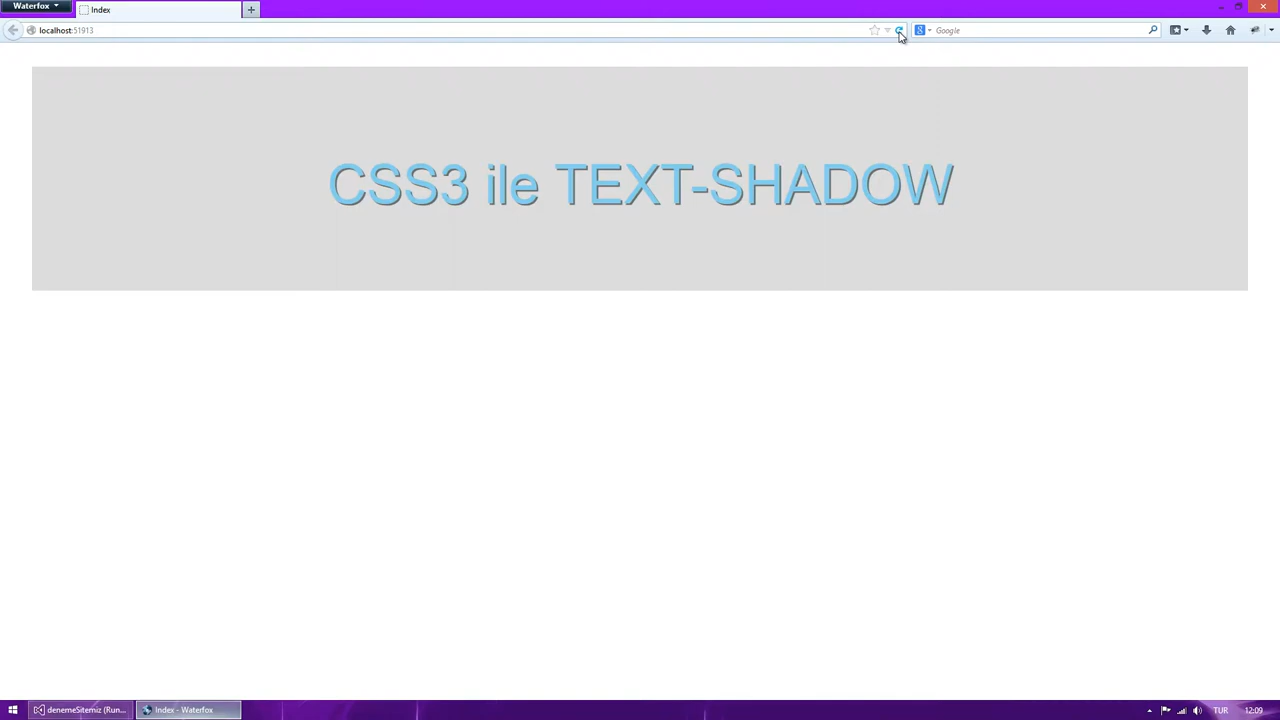 Waterfox
Index
localhost:51913
Google
CSS3 ile TEXT-SHADOW
denemeSitemiz (Run...
Index - Waterfox
TUR
12:09